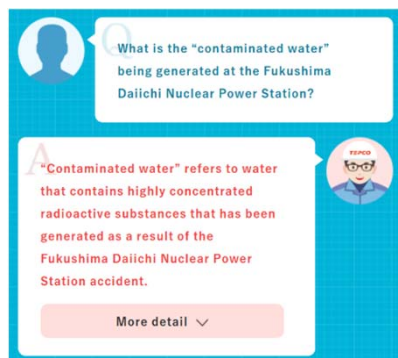 Q
What is the “contaminated water”
being generated at the Fukushima
Daiichi Nuclear Power Station?
TEPCO
A
“Contaminated water” refers to water
that contains highly concentrated
radioactive substances that has been
generated as a result of the
Fukushima Daiichi Nuclear Power
Station accident.
More detail